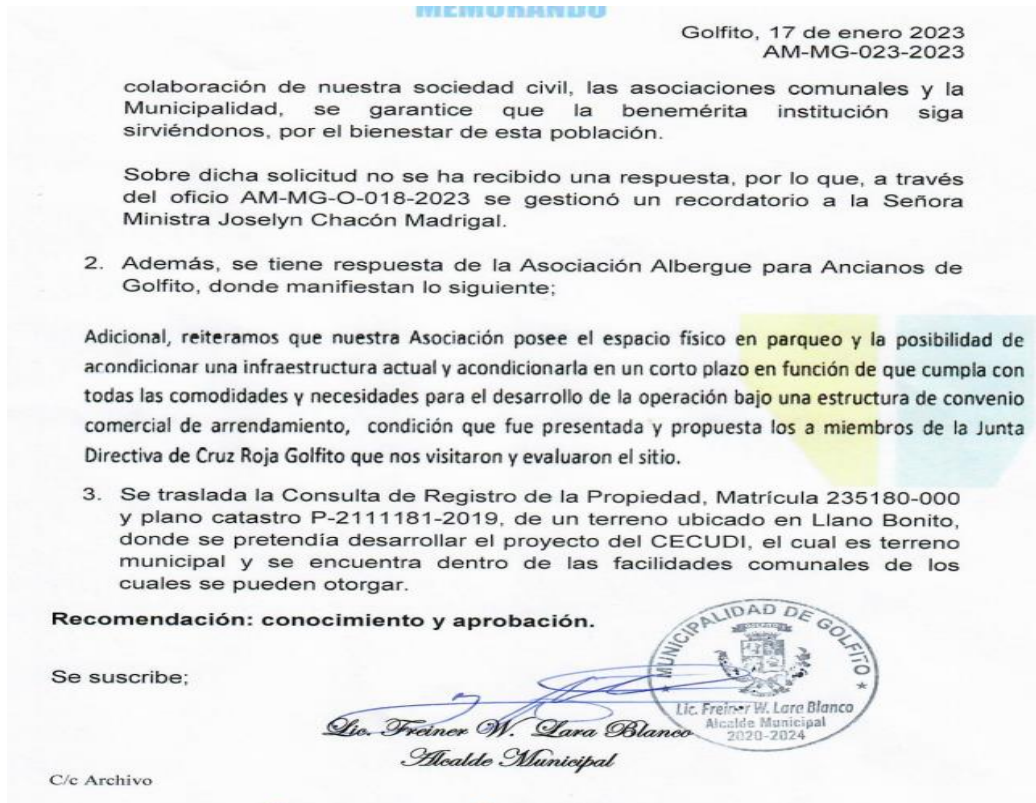 MEMORANDO
Golfito, 17 de enero 2023
AM-MG-023-2023
colaboración de nuestra sociedad civil, las asociaciones comunales y la
Municipalidad, se garantice que la benemérita institución siga
sirviéndonos, por el bienestar de esta población.
Sobre dicha solicitud no se ha recibido una respuesta, por lo que, a través
del oficio AM-MG-O-018-2023 se gestionó un recordatorio a la Señora
Ministra Joselyn Chacón Madrigal.
2. Además, se tiene respuesta de la Asociación Albergue para Ancianos de
Golfito, donde manifiestan lo siguiente;
Adicional, reiteramos que nuestra Asociación posee el espacio físico en parqueo y la posibilidad de
acondicionar una infraestructura actual y acondicionarla en un corto plazo en función de que cumpla con
todas las comodidades y necesidades para el desarrollo de la operación bajo una estructura de convenio
comercial de arrendamiento, condición que fue presentada y propuesta los a miembros de la Junta
Directiva de Cruz Roja Golfito que nos visitaron y evaluaron el sitio.
3. Se traslada la Consulta de Registro de la Propiedad, Matrícula 235180-000
y plano catastro P-2111181-2019, de un terreno ubicado en Llano Bonito,
donde se pretendía desarrollar el proyecto del CECUDI, el cual es terreno
municipal y se encuentra dentro de las facilidades comunales de los
cuales se pueden otorgar.
Recomendación: conocimiento y aprobación.
Se suscribe;
MUNICIPALIDAD DE GOLFITO
Lic. Freiner W. Lara Blanco
Alcalde Municipal
2020-2024
Lic. Freiner W. Lara Blanco
Alcalde Municipal
C/c Archivo